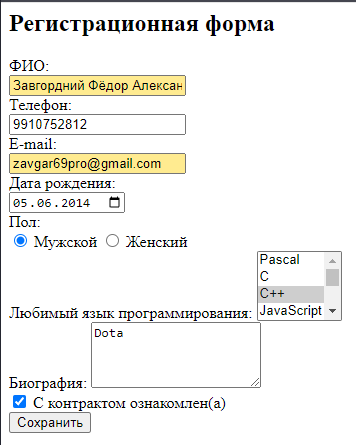 Регистрационная форма
ФИО:
Завгордний Фёдор Алексан
Телефон:
9910752812
E-mail:
zavgar69pro@gmail.com
Дата рождения:
05.06.2014
Пол:
Мужской Женский
Pascal
C
C++
JavaScript
Любимый язык программирования:
Dota
Биография:
С контрактом ознакомлен(а)
Сохранить